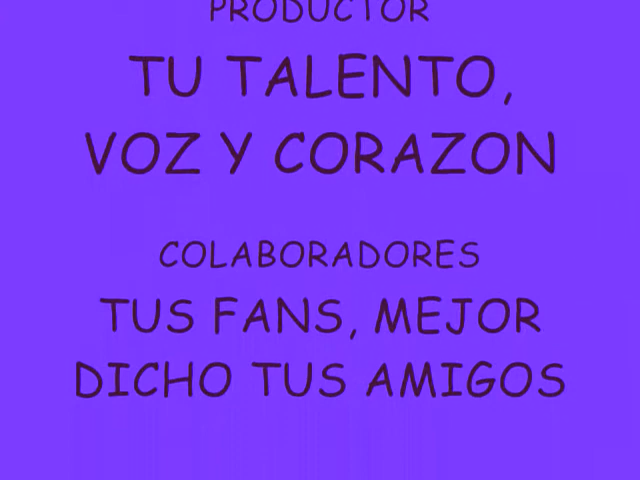 PRODUCTOR
TU TALENTO,
VOZ Y CORAZON
COLABORADORES
TUS FANS, MEJOR
DICHO TUS AMIGOS